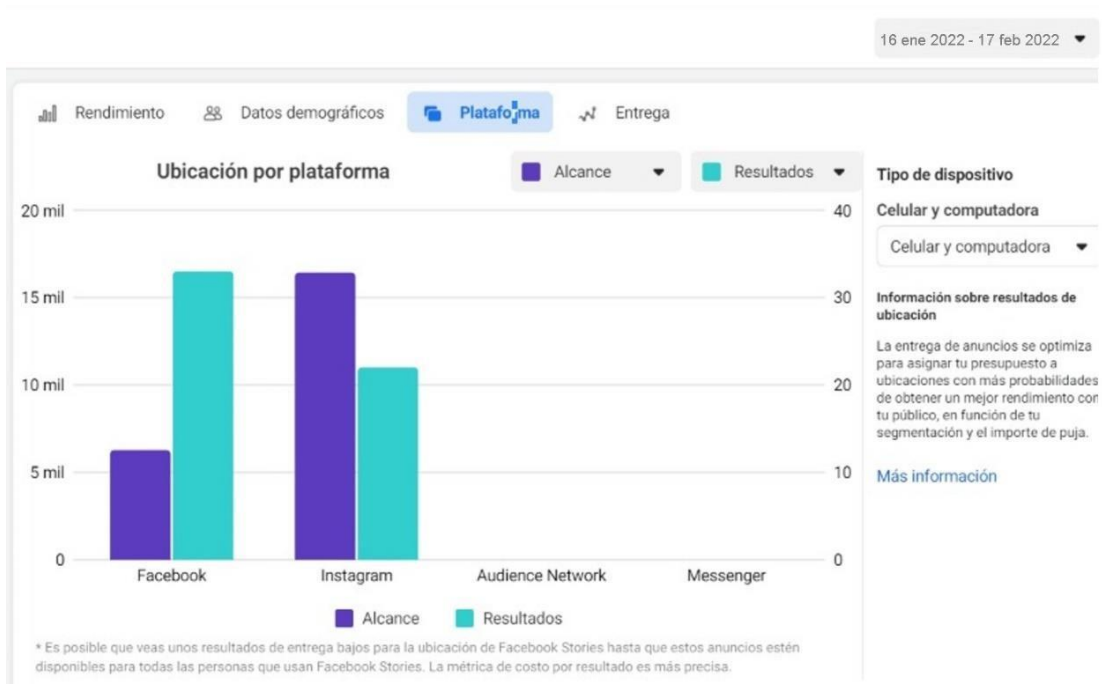 16 ene 2022 - 17 feb 2022
Rendimiento
Datos demográficos
Plataforma
Entrega
Ubicación por plataforma
Alcance
Resultados
20 mil
15 mil
10 mil
5 mil
0
40
30
20
10
0
Facebook
Instagram
Audience Network
Messenger
Alcance
Resultados
* Es posible que veas unos resultados de entrega bajos para la ubicación de Facebook Stories hasta que estos anuncios estén
disponibles para todas las personas que usan Facebook Stories. La métrica de costo por resultado es más precisa.
Tipo de dispositivo
Celular y computadora
Celular y computadora
Información sobre resultados de
ubicación
La entrega de anuncios se optimiza
para asignar tu presupuesto a
ubicaciones con más probabilidades
de obtener un mejor rendimiento con
tu público, en función de tu
segmentación y el importe de puja.
Más información